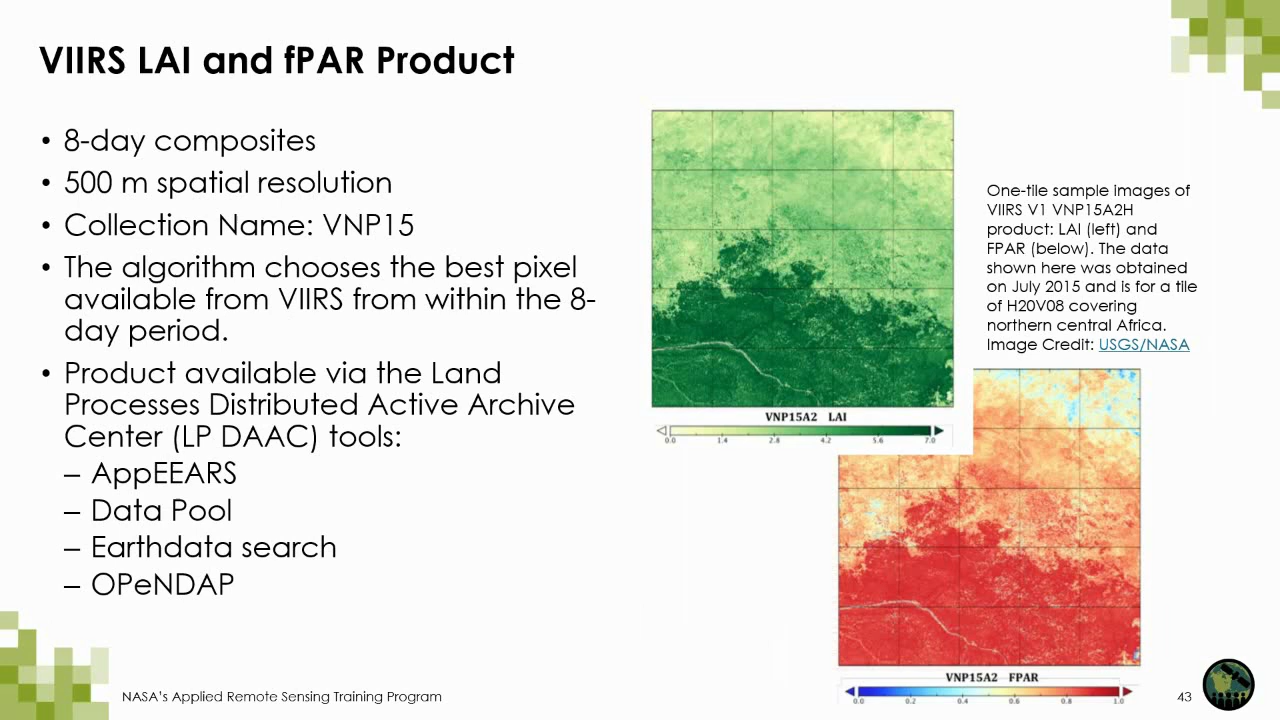 VIIRS LAI and fPAR Product
• 8-day composites
• 500 m spatial resolution
• Collection Name: VNP15
• The algorithm chooses the best pixel
available from VIIRS from within the 8-
day period.
• Product available via the Land
Processes Distributed Active Archive
Center (LP DAAC) tools:
– AppEEARS
– Data Pool
– Earthdata search
– OPeNDAP
One-tile sample images of
VIIRS V1 VNP15A2H
product: LAI (left) and
FPAR (below). The data
shown here was obtained
on July 2015 and is for a tile
of H20V08 covering
northern central Africa.
Image Credit: USGS/NASA
VNP15A2 LAI
0.0 1.4 2.8 4.2 5.6 7.0
VNP15A2 FPAR
0.0 0.2 0.4 0.6 0.8 1.0
NASA's Applied Remote Sensing Training Program
43